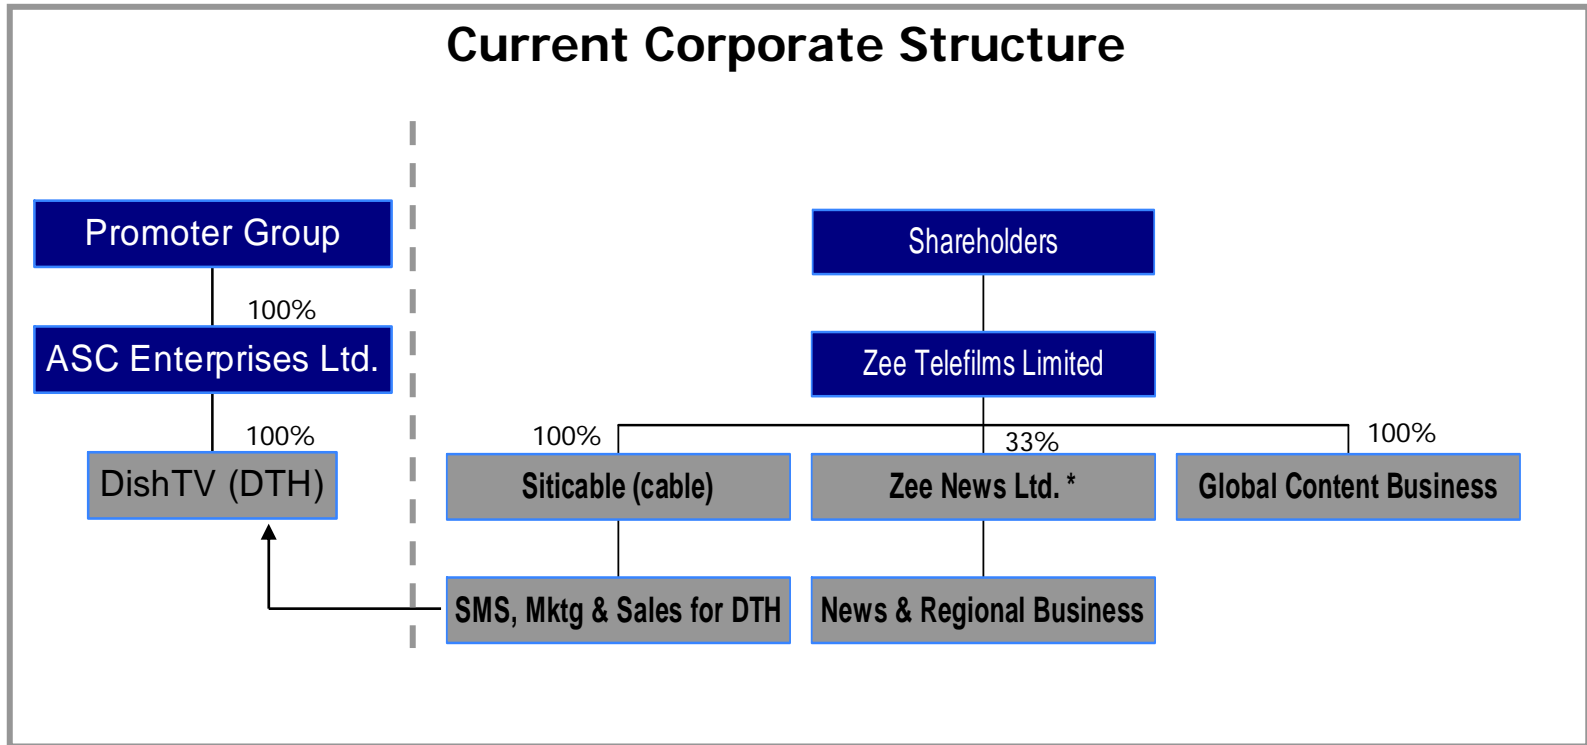 Current Corporate Structure
Promoter Group
100%
ASC Enterprises Ltd.
100%
DishTV (DTH)
Shareholders
Zee Telefilms Limited
100%
33%
100%
Siticable (cable)
Zee News Ltd. *
Global Content Business
SMS, Mktg & Sales for DTH
News & Regional Business